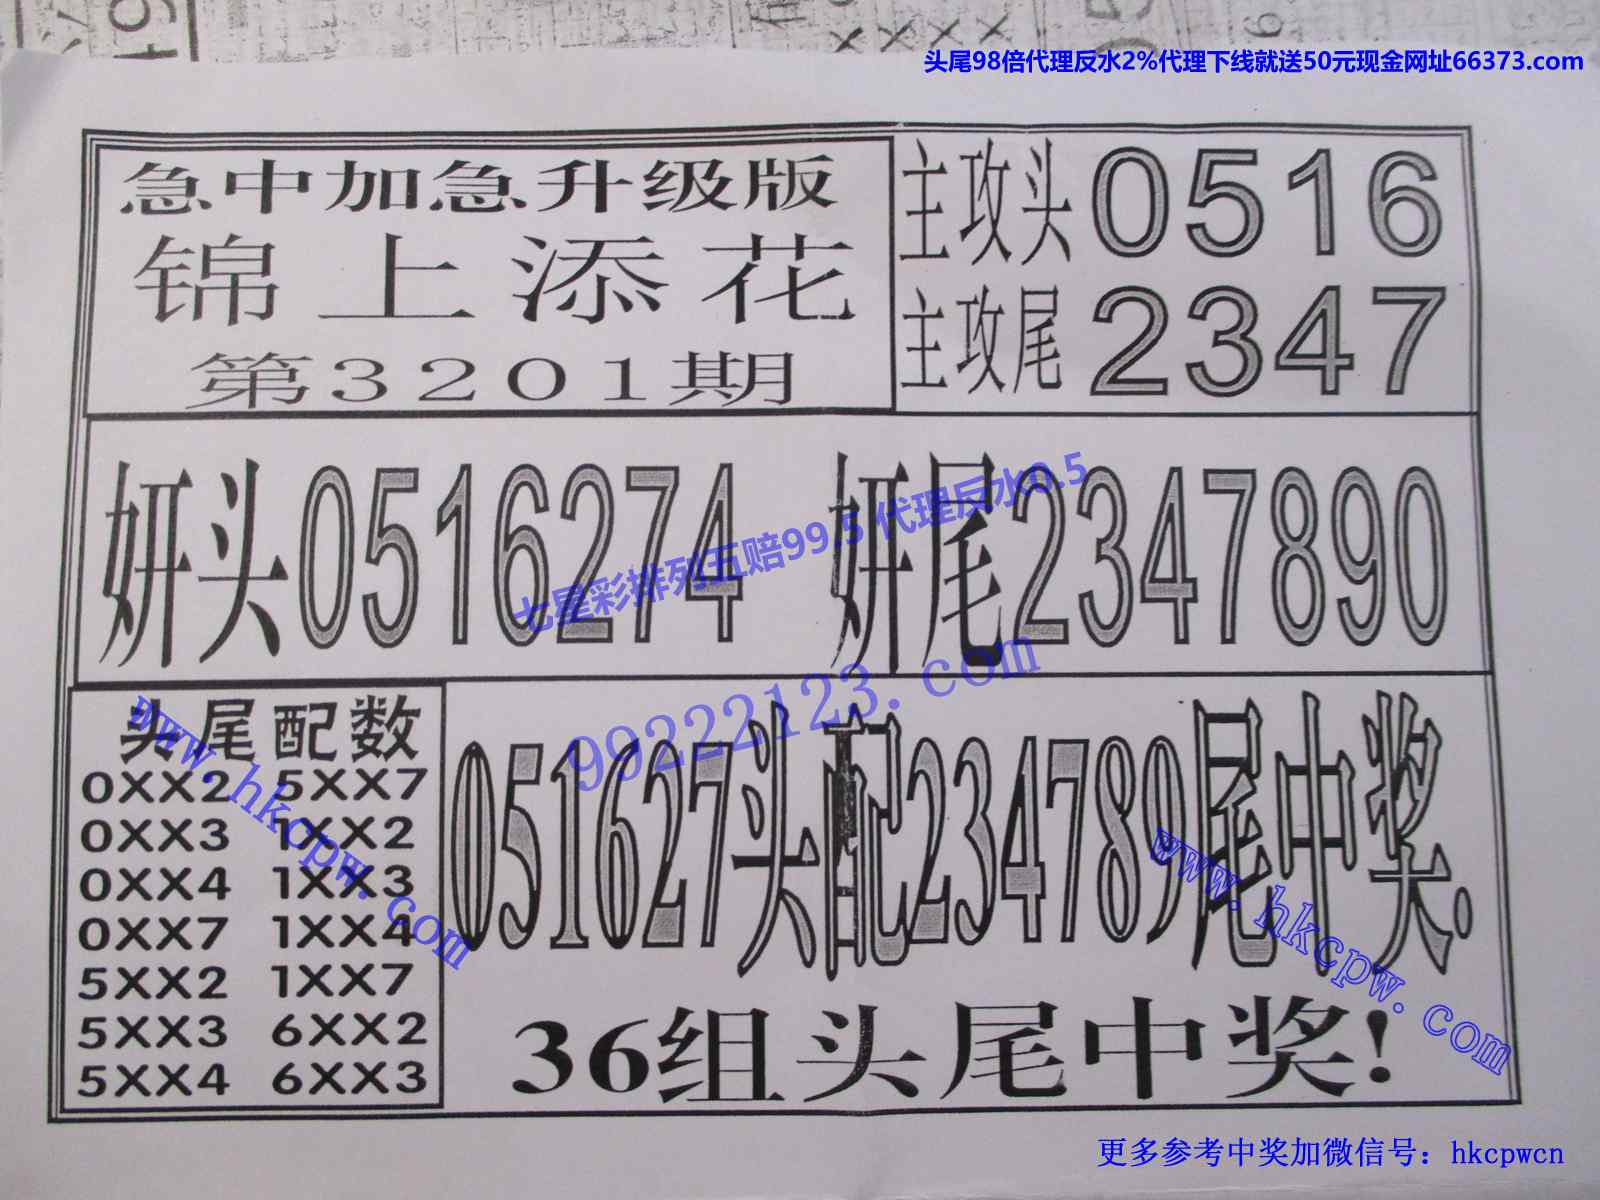 头尾98倍代理反水2%代理下线就送50元现金网址66373.com
急中加急升级版
锦上添花
第3201期
主攻头0516
主攻尾2347
妍头0516274 妍尾2347890
七星彩排列五赔99.5 代理反水0.5
99222123.com
头尾配数
0XX2 5XX7
0XX3 1XX2
0XX4 1XX3
0XX7 1XX4
5XX2 1XX7
5XX3 6XX2
5XX4 6XX3
www.hkcpw.com
051627头配234789尾中奖.
www.hkcpw.com
36组头尾中奖!
更多参考中奖加微信号：hkcpwcn